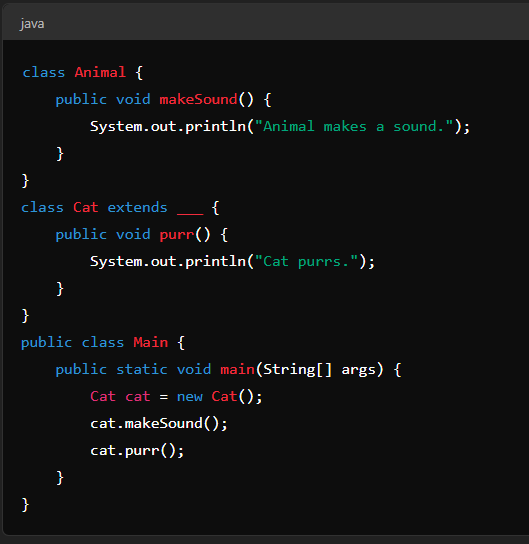 java
class Animal {
    public void makeSound() {
        System.out.println("Animal makes a sound.");
    }
}
class Cat extends ___ {
    public void purr() {
        System.out.println("Cat purrs.");
    }
}
public class Main {
    public static void main(String[] args) {
        Cat cat = new Cat();
        cat.makeSound();
        cat.purr();
    }
}